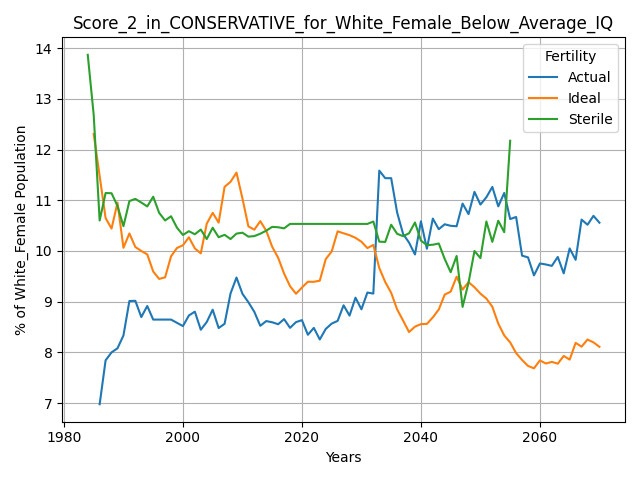 Score_2_in_CONSERVATIVE_for_White_Female_Below_Average_IQ
Fertility
Actual
Ideal
Sterile
% of White_Female Population
14
13
12
11
10
9
8
7
1980
2000
2020
2040
2060
Years